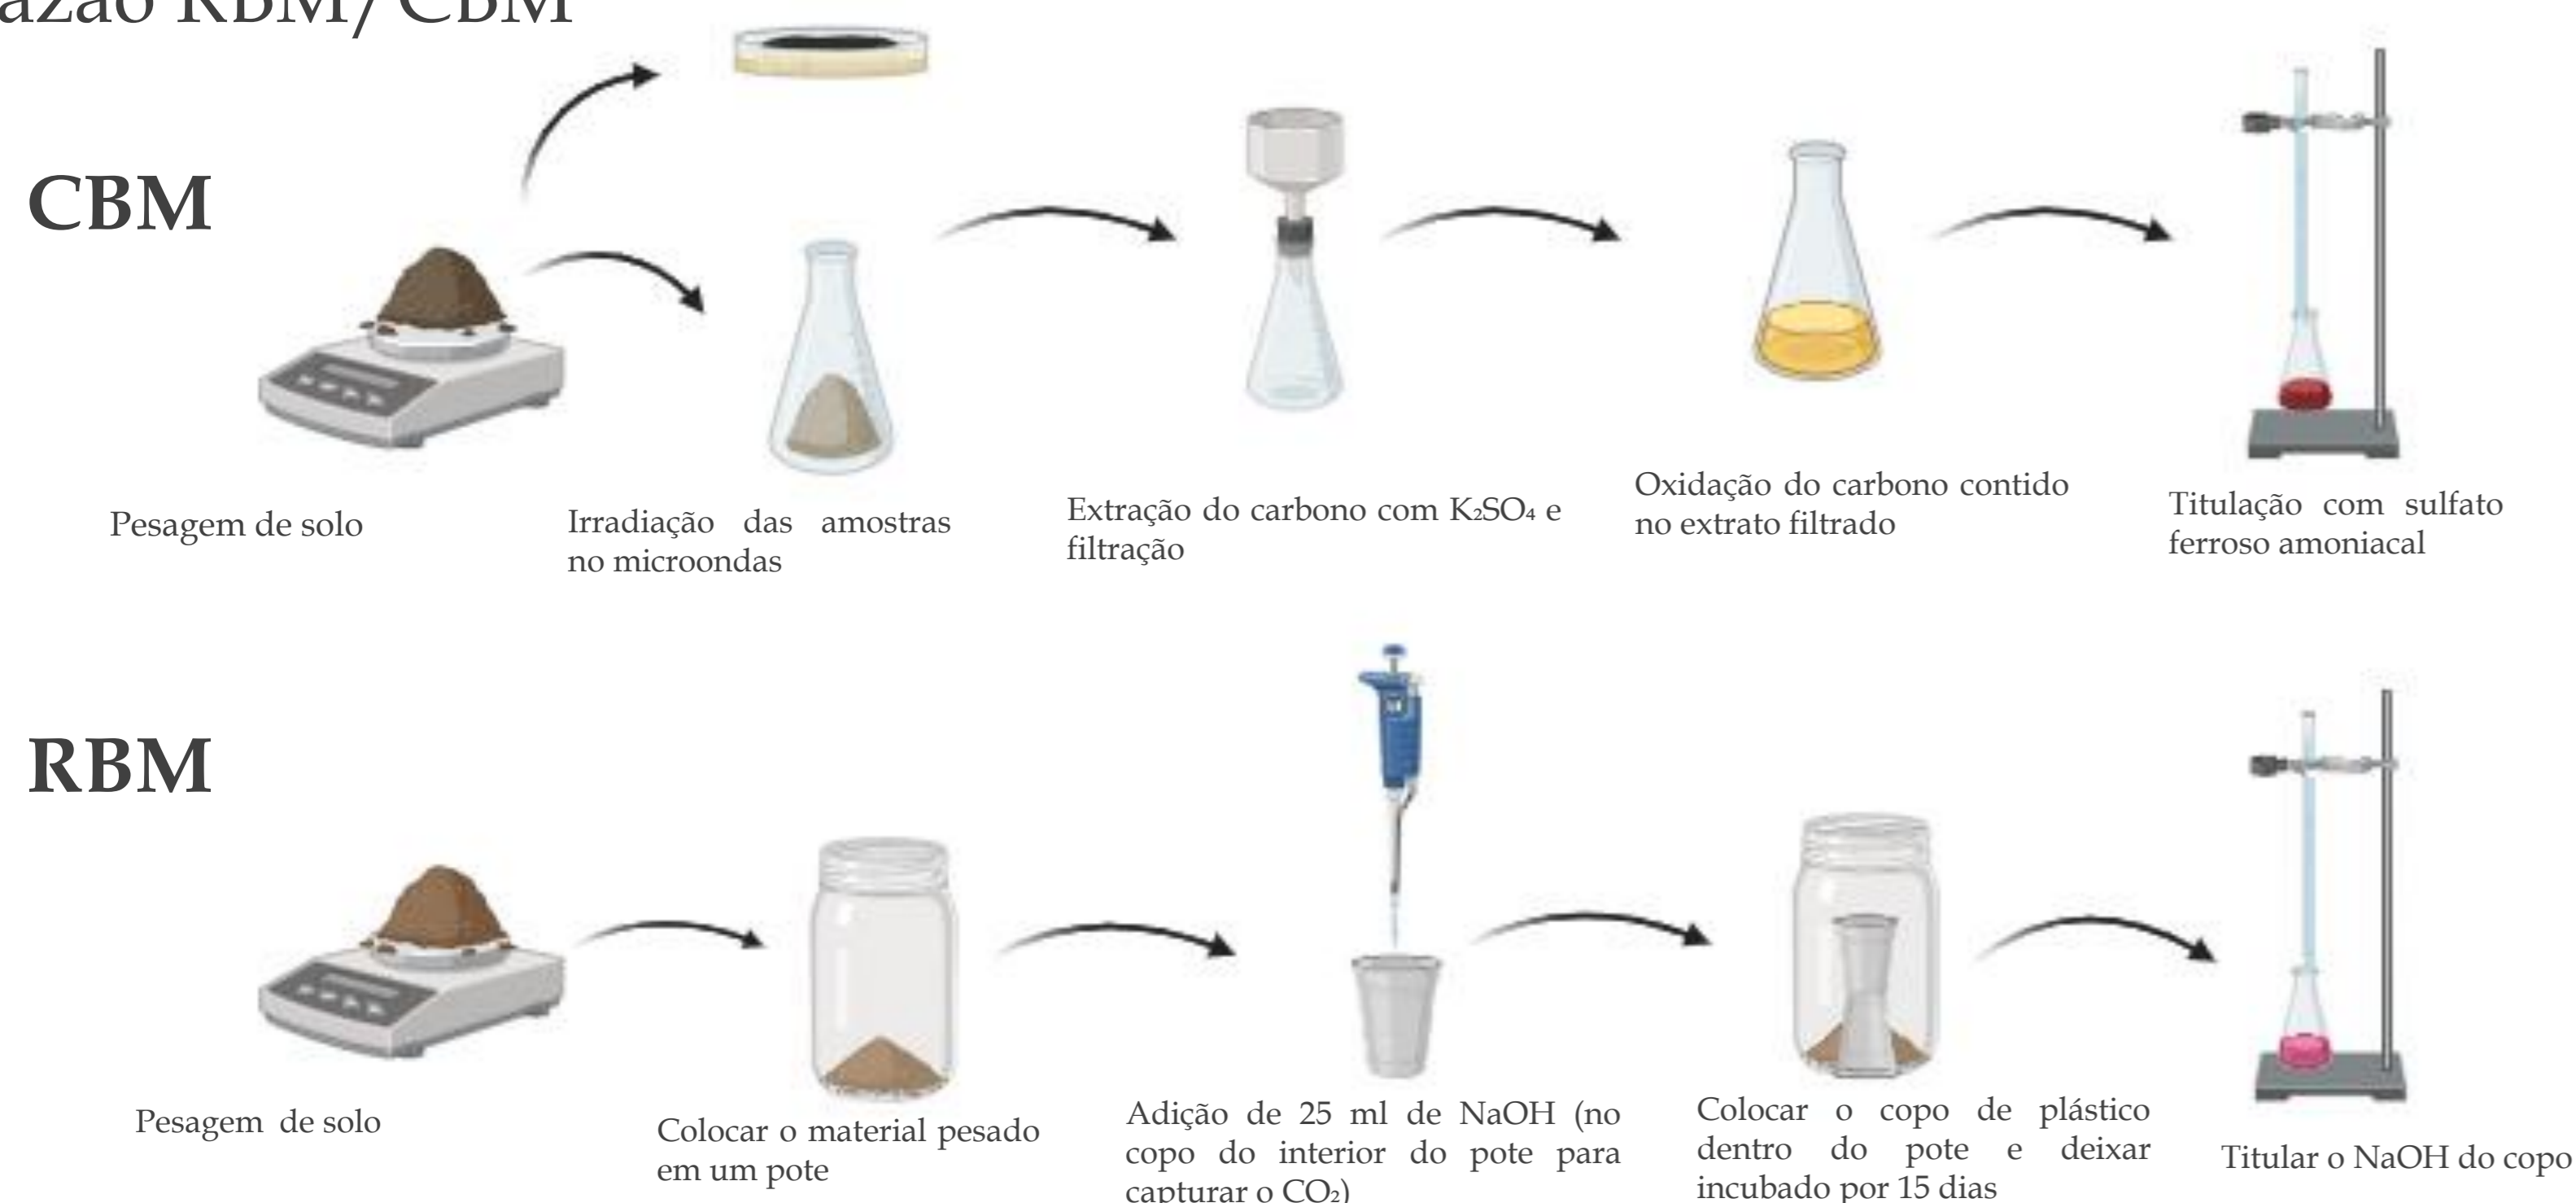 RBM/CBM
CBM
Pesagem de solo
Irradiação das amostras
no microondas
Extração do carbono com K₂SO₄ e
filtração
Oxidação do carbono contido
no extrato filtrado
Titulação com sulfato
ferroso amoniacal
RBM
Pesagem de solo
Colocar o material pesado
em um pote
Adição de 25 ml de NaOH (no
copo do interior do pote para
capturar o CO₂)
Colocar o copo de plástico
dentro do pote e deixar
incubado por 15 dias
Titular o NaOH do copo